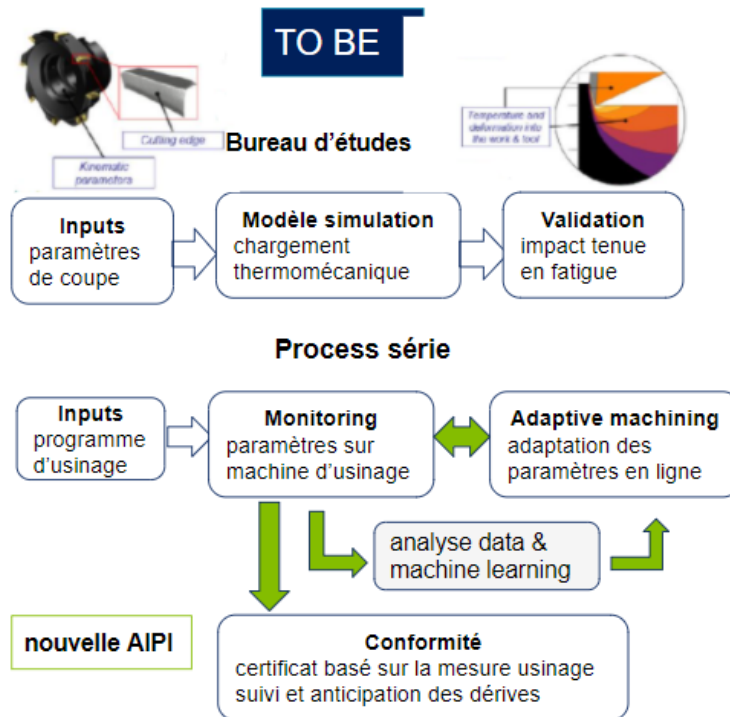 TO BE
Cutting edge
Kinematic
parameters
Temperature and
deformation into
the work & tool
Bureau d'études
Inputs
paramètres
de coupe
Modèle simulation
chargement
thermomécanique
Validation
impact tenue
en fatigue
Process série
Inputs
programme
d'usinage
Monitoring
paramètres sur
machine d'usinage
Adaptive machining
adaptation des
paramètres en ligne
analyse data &
machine learning
nouvelle AIPI
Conformité
certificat basé sur la mesure usinage
suivi et anticipation des dérives